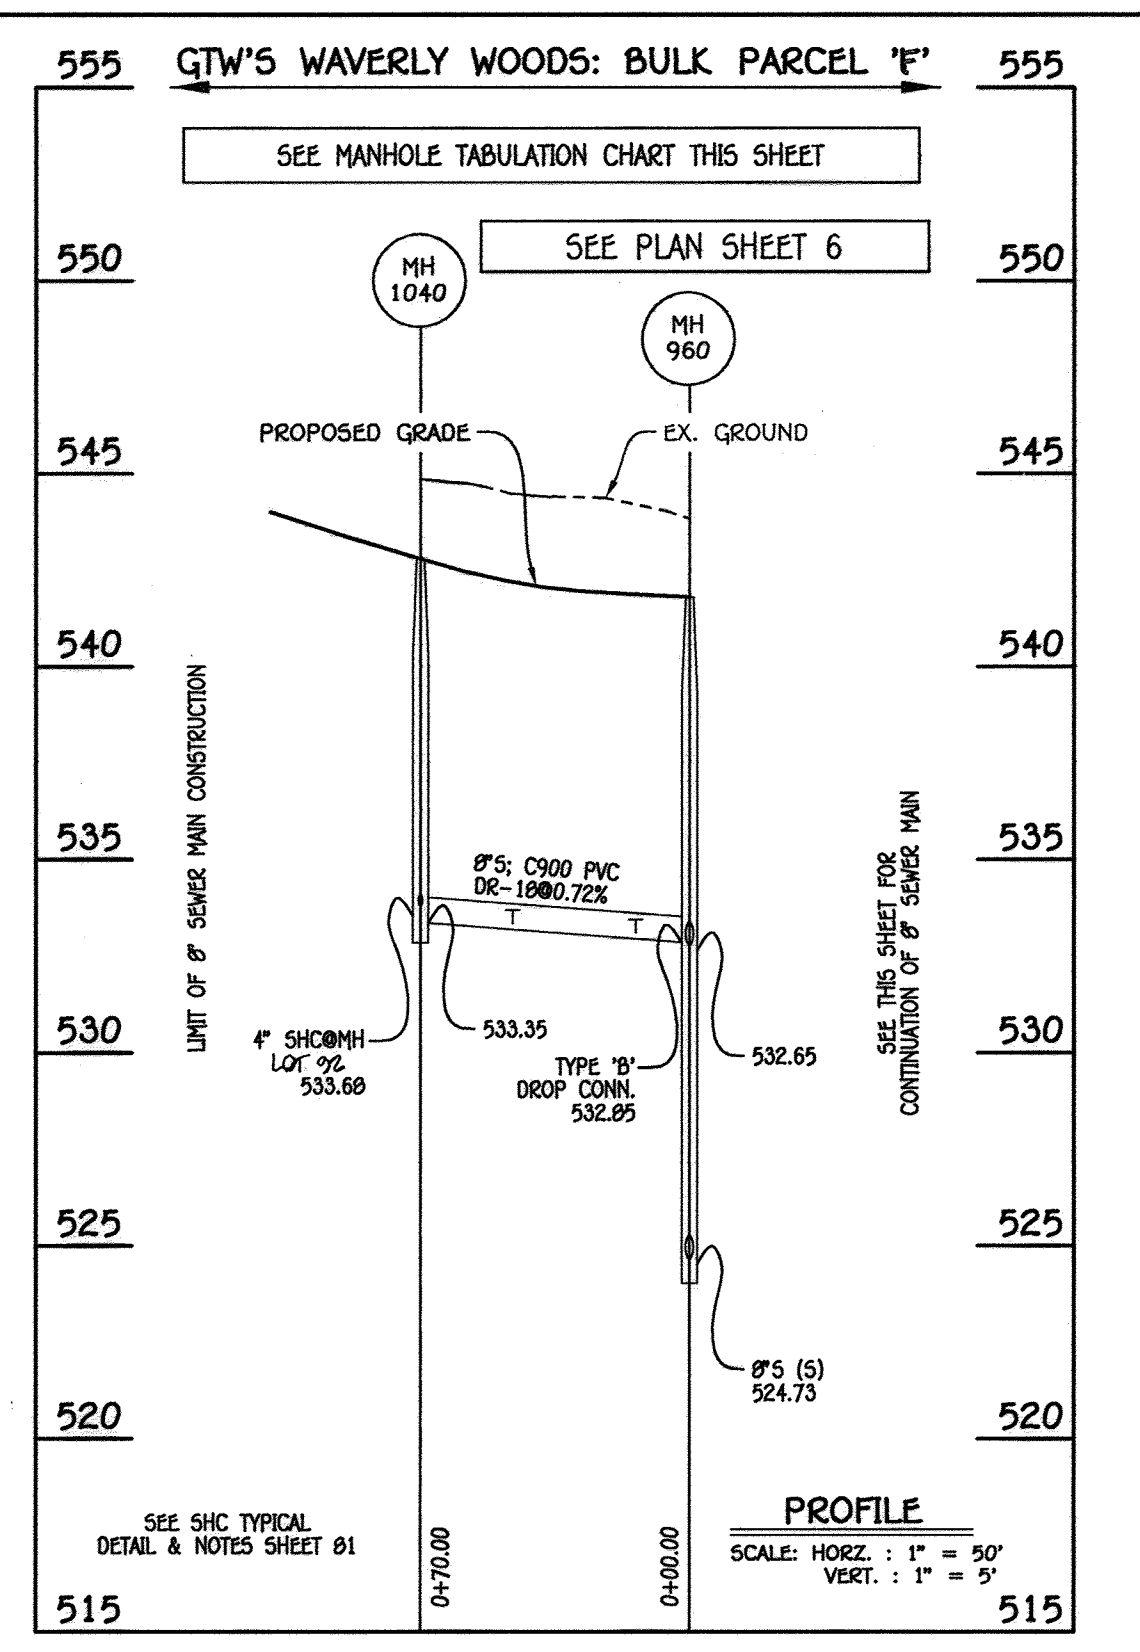 555 GTW'S WAVERLY WOODS: BULK PARCEL 'F' 555
SEE MANHOLE TABULATION CHART THIS SHEET
SEE PLAN SHEET 6
550
550
MH
1040
MH
960
PROPOSED GRADE
EX. GROUND
545
545
540
540
LIMIT OF 8" SEWER MAIN CONSTRUCTION
SEE THIS SHEET FOR
CONTINUATION OF 8" SEWER MAIN
535
535
8"S; C900 PVC
DR-18@0.72%
530
530
4" SHC@MH
LOT 92
533.68
533.35
TYPE 'B'
DROP CONN.
532.85
532.65
525
525
8"S (S)
524.73
520
520
SEE SHC TYPICAL
DETAIL & NOTES SHEET 81
0+70.00
0+00.00
PROFILE
SCALE: HORZ. : 1" = 50'
VERT. : 1" = 5'
515
515